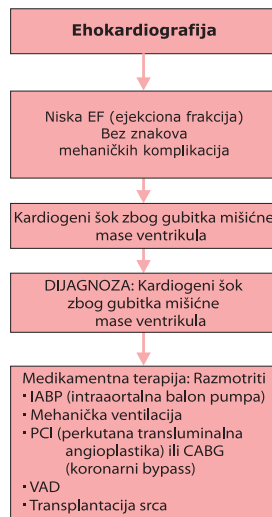 Ehokardiografija
Niska EF (ejekciona frakcija)
Bez znakova
mehaničkih komplikacija
Kardiogeni šok zbog gubitka mišićne
mase ventrikula
DIJAGNOZA: Kardiogeni šok
zbog gubitka mišićne
mase ventrikula
Medikamentna terapija: Razmotriti
· IABP (intraaortalna balon pumpa)
· Mehanička ventilacija
· PCI (perkutana transluminalna
angioplastika) ili CABG
(koronarni bypass)
· VAD
· Transplantacija srca